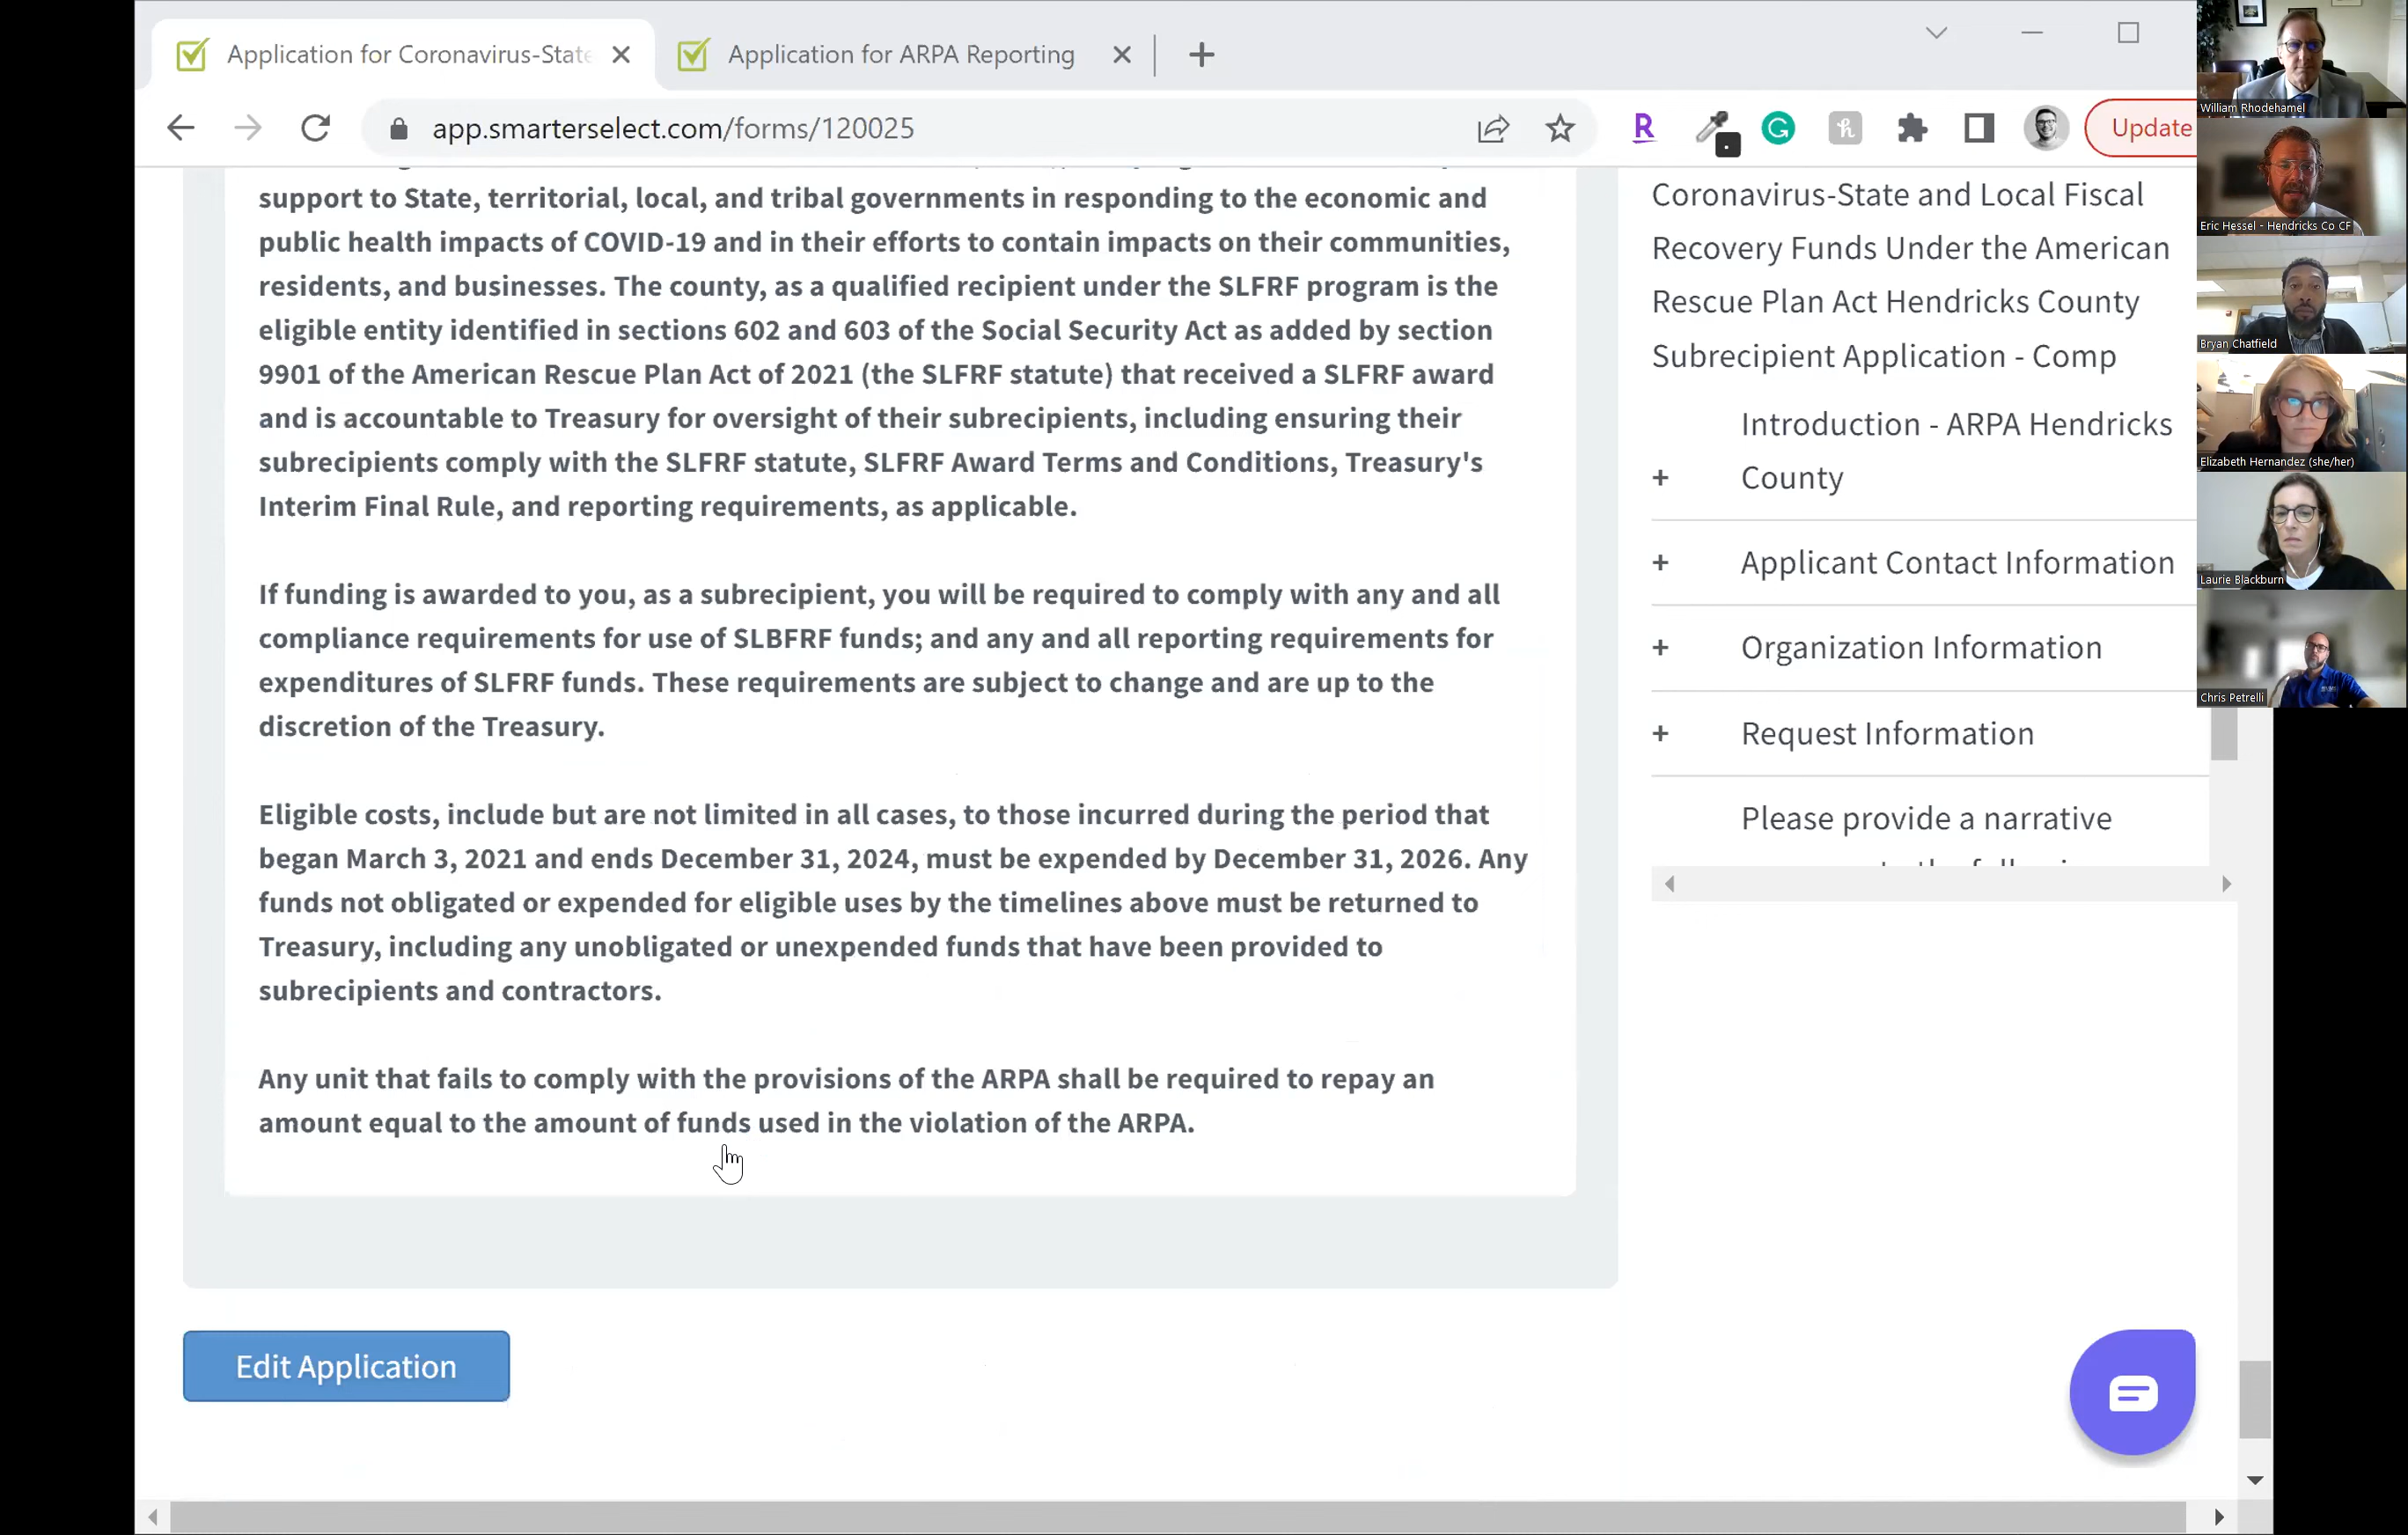 Application for Coronavirus-State
Application for ARPA Reporting
app.smarterselect.com/forms/120025
Update
support to State, territorial, local, and tribal governments in responding to the economic and
public health impacts of COVID-19 and in their efforts to contain impacts on their communities,
residents, and businesses. The county, as a qualified recipient under the SLFRF program is the
eligible entity identified in sections 602 and 603 of the Social Security Act as added by section
9901 of the American Rescue Plan Act of 2021 (the SLFRF statute) that received a SLFRF award
and is accountable to Treasury for oversight of their subrecipients, including ensuring their
subrecipients comply with the SLFRF statute, SLFRF Award Terms and Conditions, Treasury's
Interim Final Rule, and reporting requirements, as applicable.
If funding is awarded to you, as a subrecipient, you will be required to comply with any and all
compliance requirements for use of SLBFRF funds; and any and all reporting requirements for
expenditures of SLFRF funds. These requirements are subject to change and are up to the
discretion of the Treasury.
Eligible costs, include but are not limited in all cases, to those incurred during the period that
began March 3, 2021 and ends December 31, 2024, must be expended by December 31, 2026. Any
funds not obligated or expended for eligible uses by the timelines above must be returned to
Treasury, including any unobligated or unexpended funds that have been provided to
subrecipients and contractors.
Any unit that fails to comply with the provisions of the ARPA shall be required to repay an
amount equal to the amount of funds used in the violation of the ARPA.
Edit Application
Coronavirus-State and Local Fiscal
Recovery Funds Under the American
Rescue Plan Act Hendricks County
Subrecipient Application - Comp
Introduction - ARPA Hendricks
+ County
+ Applicant Contact Information
+ Organization Information
+ Request Information
Please provide a narrative
William Rhodehamel
Eric Hessel - Hendricks Co CF
Bryan Chatfield
Elizabeth Hernandez (she/her)
Laurie Blackburn
Chris Petrelli